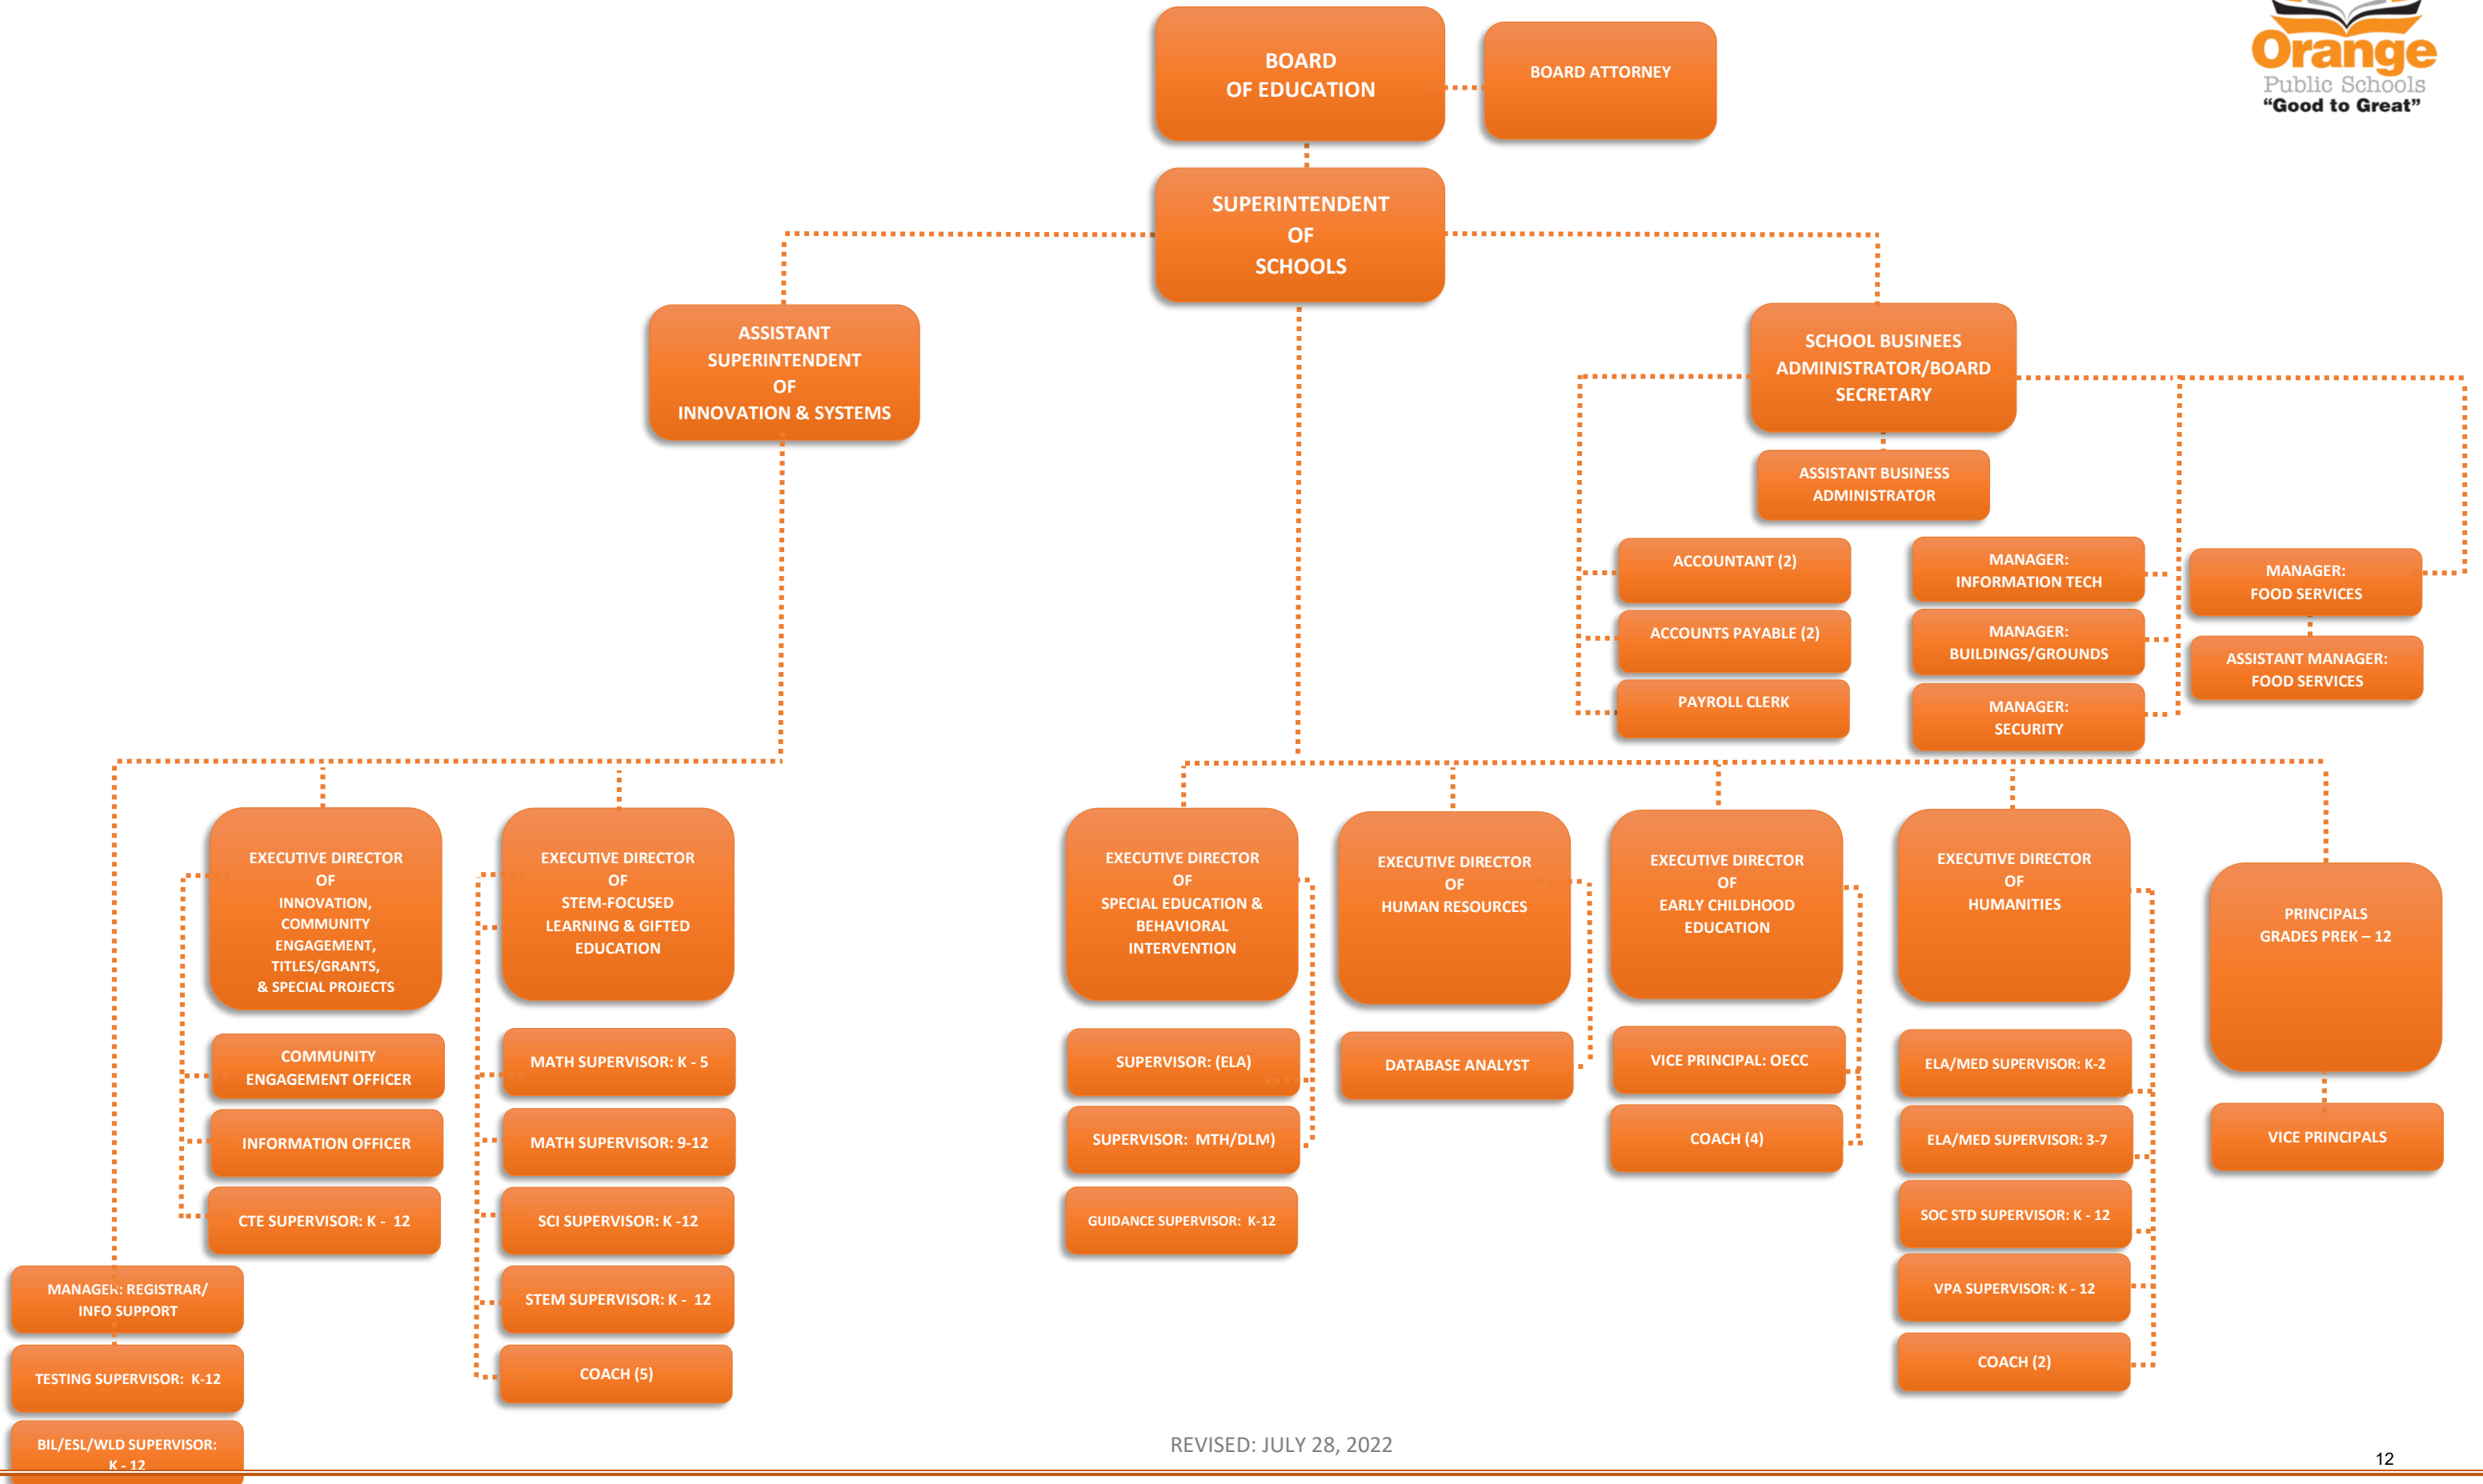 Orange
Public Schools
“Good to Great”
BOARD
OF EDUCATION
BOARD ATTORNEY
SUPERINTENDENT
OF
SCHOOLS
ASSISTANT
SUPERINTENDENT
OF
INNOVATION & SYSTEMS
SCHOOL BUSINEES
ADMINISTRATOR/BOARD
SECRETARY
ASSISTANT BUSINESS
ADMINISTRATOR
ACCOUNTANT (2)
ACCOUNTS PAYABLE (2)
PAYROLL CLERK
MANAGER:
INFORMATION TECH
MANAGER:
BUILDINGS/GROUNDS
MANAGER:
SECURITY
MANAGER:
FOOD SERVICES
ASSISTANT MANAGER:
FOOD SERVICES
EXECUTIVE DIRECTOR
OF
INNOVATION,
COMMUNITY
ENGAGEMENT,
TITLES/GRANTS,
& SPECIAL PROJECTS
COMMUNITY
ENGAGEMENT OFFICER
INFORMATION OFFICER
CTE SUPERVISOR: K - 12
MANAGER: REGISTRAR/
INFO SUPPORT
TESTING SUPERVISOR: K-12
BIL/ESL/WLD SUPERVISOR:
K - 12
EXECUTIVE DIRECTOR
OF
STEM-FOCUSED
LEARNING & GIFTED
EDUCATION
MATH SUPERVISOR: K - 5
MATH SUPERVISOR: 9-12
SCI SUPERVISOR: K -12
STEM SUPERVISOR: K - 12
COACH (5)
EXECUTIVE DIRECTOR
OF
SPECIAL EDUCATION &
BEHAVIORAL
INTERVENTION
SUPERVISOR: (ELA)
SUPERVISOR: MTH/DLM)
GUIDANCE SUPERVISOR: K-12
EXECUTIVE DIRECTOR
OF
HUMAN RESOURCES
DATABASE ANALYST
EXECUTIVE DIRECTOR
OF
EARLY CHILDHOOD
EDUCATION
VICE PRINCIPAL: OECC
COACH (4)
EXECUTIVE DIRECTOR
OF
HUMANITIES
ELA/MED SUPERVISOR: K-2
ELA/MED SUPERVISOR: 3-7
SOC STD SUPERVISOR: K - 12
VPA SUPERVISOR: K - 12
COACH (2)
PRINCIPALS
GRADES PREK – 12
VICE PRINCIPALS
REVISED: JULY 28, 2022
12